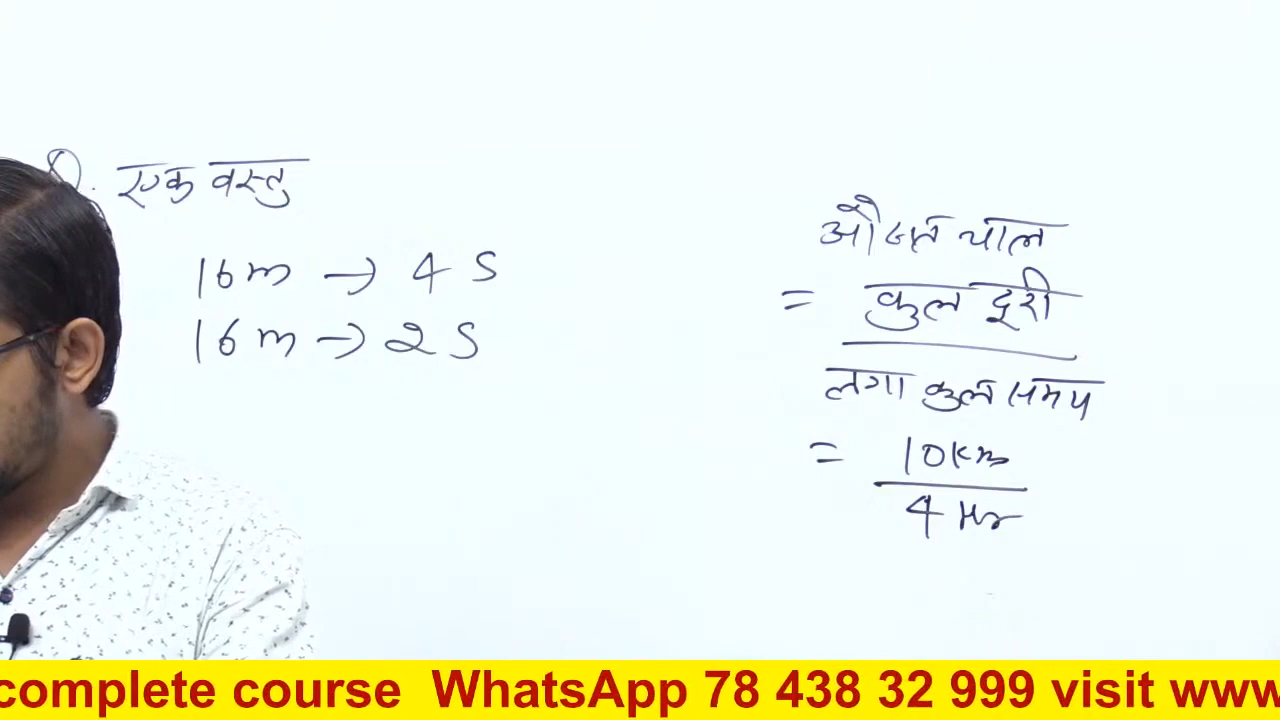 Q. एक वस्तु
16m → 4 S
16m → 2 S
औसत चाल
= कुल दूरी
लगा कुल समय
= 10km
4 Hr
complete course WhatsApp 78 438 32 999 visit www